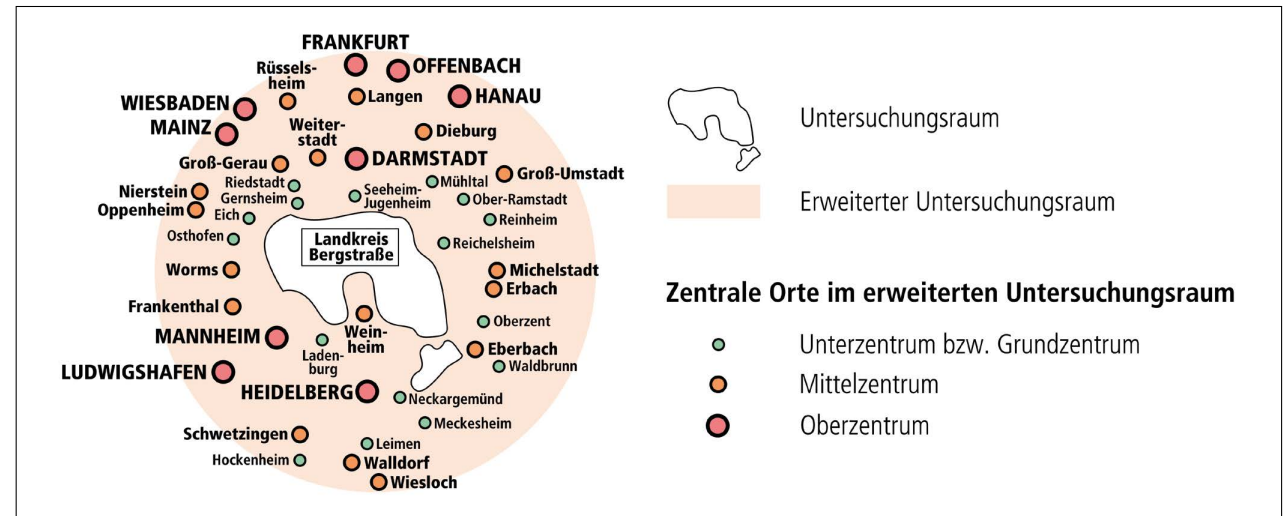 FRANKFURT
OFFENBACH
Rüssels-
heim
Langen
HANAU
WIESBADEN
MAINZ
Weiter-
stadt
Dieburg
Groß-Gerau
DARMSTADT
Groß-Umstadt
Nierstein
Riedstadt
Mühltal
Gernsheim
Seeheim-
Jugenheim
Ober-Ramstadt
Oppenheim
Eich
Reinheim
Osthofen
Landkreis
Bergstraße
Reichelsheim
Worms
Michelstadt
Erbach
Frankenthal
Oberzent
MANNHEIM
Wein-
heim
Laden-
burg
Eberbach
Waldbrunn
LUDWIGSHAFEN
HEIDELBERG
Neckargemünd
Meckesheim
Schwetzingen
Leimen
Hockenheim
Walldorf
Wiesloch
Untersuchungsraum
Erweiterter Untersuchungsraum
Zentrale Orte im erweiterten Untersuchungsraum
Unterzentrum bzw. Grundzentrum
Mittelzentrum
Oberzentrum